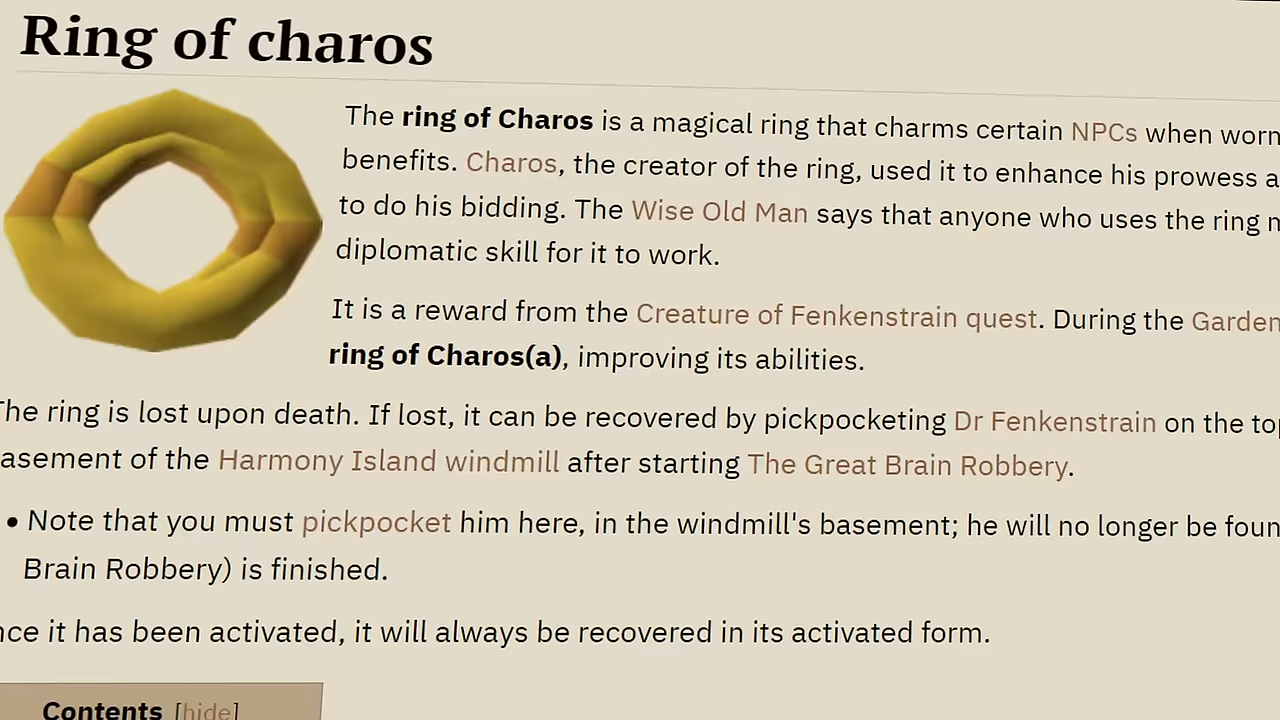 Ring of charos
The ring of Charos is a magical ring that charms certain NPCs when worn
benefits. Charos, the creator of the ring, used it to enhance his prowess a
to do his bidding. The Wise Old Man says that anyone who uses the ring
diplomatic skill for it to work.
It is a reward from the Creature of Fenkenstrain quest. During the Garden
ring of Charos(a), improving its abilities.
The ring is lost upon death. If lost, it can be recovered by pickpocketing Dr Fenkenstrain on the top
asement of the Harmony Island windmill after starting The Great Brain Robbery.
• Note that you must pickpocket him here, in the windmill's basement; he will no longer be foun
Brain Robbery) is finished.
nce it has been activated, it will always be recovered in its activated form.
Contents [hide]